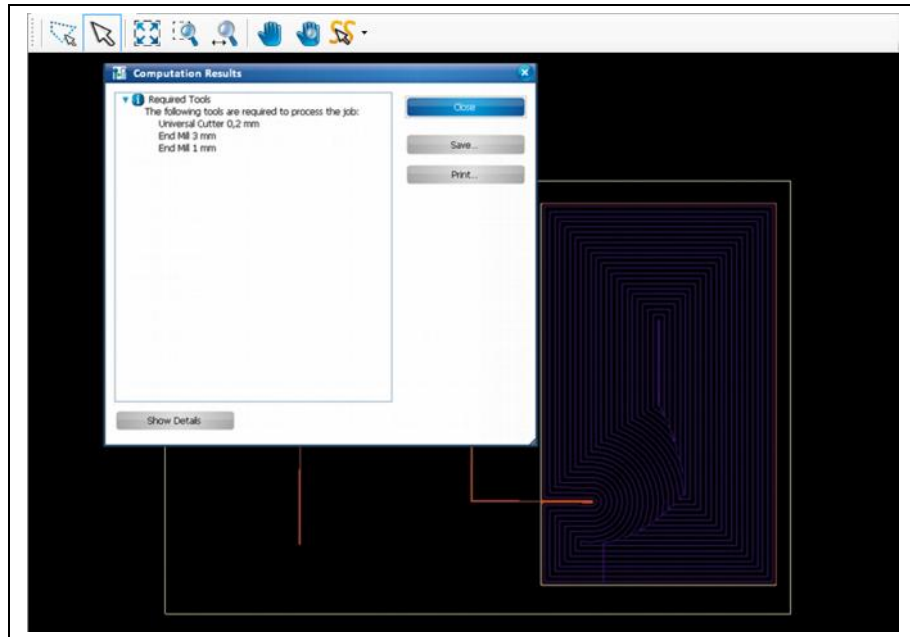 Computation Results
Required Tools
The following tools are required to process the job:
Universal Cutter 0,2 mm
End Mill 3 mm
End Mill 1 mm
Close
Save...
Print...
Show Details